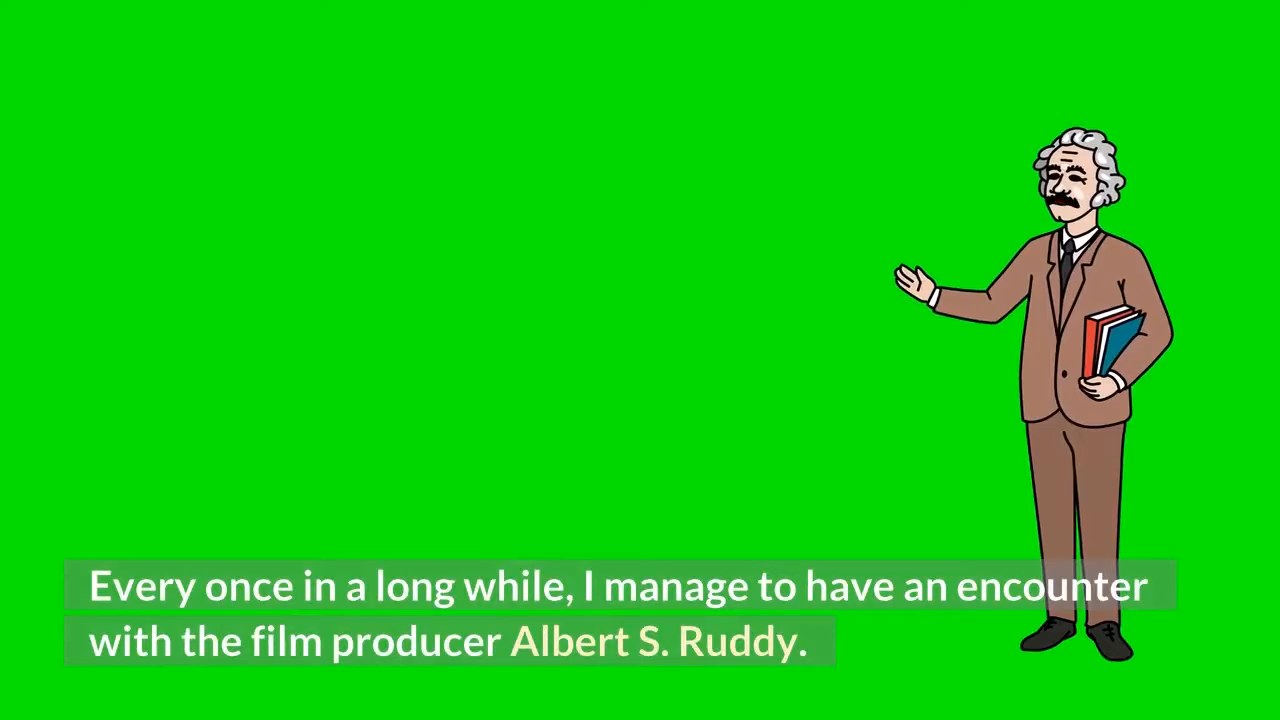 Every once in a long while, I manage to have an encounter
with the film producer Albert S. Ruddy.